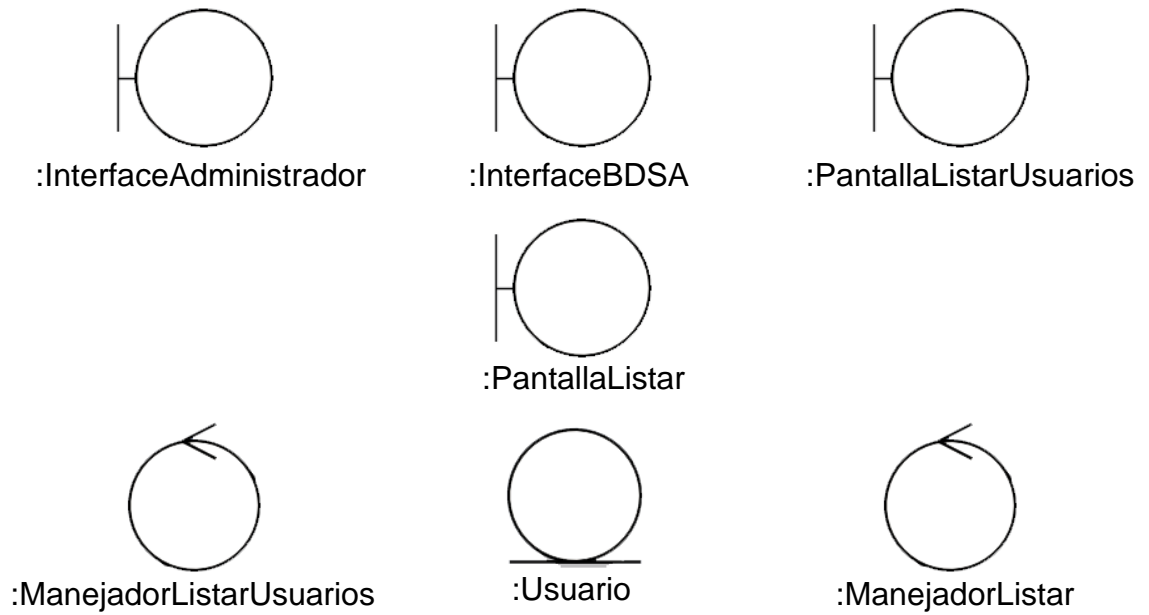 :InterfaceAdministrador
:InterfaceBDSA
:PantallaListarUsuarios
:PantallaListar
:ManejadorListarUsuarios
:Usuario
:ManejadorListar